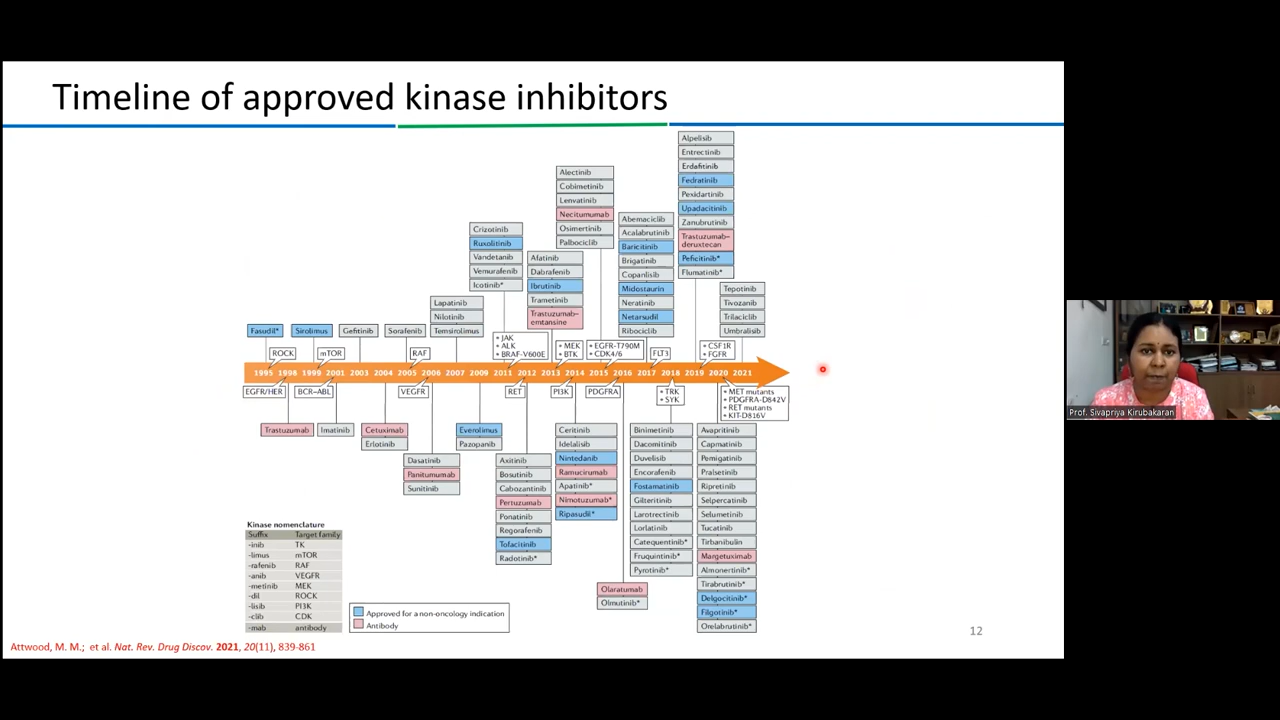 Timeline of approved kinase inhibitors
Alpelisib
Entrectinib
Erdafitinib
Fedratinib
Pexidartinib
Upadacitinib
Zanubrutinib
Trastuzumab–
deruxtecan
Peficitinib*
Flumatinib*
Alectinib
Cobimetinib
Lenvatinib
Necitumumab
Osimertinib
Palbociclib
Abemaciclib
Acalabrutinib
Baricitinib
Brigatinib
Copanlisib
Midostaurin
Neratinib
Netarsudil
Ribociclib
Crizotinib
Ruxolitinib
Vandetanib
Vemurafenib
Icotinib*
Afatinib
Dabrafenib
Ibrutinib
Trametinib
Trastuzumab–
emtansine
Tepotinib
Tivozanib
Trilaciclib
Umbralisib
Lapatinib
Nilotinib
Temsirolimus
Fasudil*
Sirolimus
Gefitinib
Sorafenib
ROCK
mTOR
RAF
• JAK
• ALK
• BRAF-V600E
• MEK
• BTK
• EGFR-T790M
• CDK4/6
FLT3
• CSF1R
• FGFR
1995 1998 1999 2001 2003 2004 2005 2006 2007 2009 2011 2012 2013 2014 2015 2016 2017 2018 2019 2020 2021
EGFR/HER
BCR–ABL
VEGFR
RET
PI3K
PDGFRA
• TRK
• SYK
• MET mutants
• PDGFRA-D842V
• RET mutants
• KIT-D816V
Trastuzumab
Imatinib
Cetuximab
Erlotinib
Dasatinib
Panitumumab
Sunitinib
Everolimus
Pazopanib
Axitinib
Bosutinib
Cabozantinib
Pertuzumab
Ponatinib
Regorafenib
Tofacitinib
Radotinib*
Ceritinib
Idelalisib
Nintedanib
Ramucirumab
Apatinib*
Nimotuzumab*
Ripasudil*
Olaratumab
Olmutinib*
Binimetinib
Dacomitinib
Duvelisib
Encorafenib
Fostamatinib
Gilteritinib
Larotrectinib
Lorlatinib
Catequentinib*
Fruquintinib*
Pyrotinib*
Avapritinib
Capmatinib
Pemigatinib
Pralsetinib
Ripretinib
Selpercatinib
Selumetinib
Tucatinib
Tirbanibulin
Margetuximab
Almonertinib*
Tirabrutinib*
Delgocitinib*
Filgotinib*
Orelabrutinib*
Kinase nomenclature
Suffix Target family
-inib TK
-limus mTOR
-rafenib RAF
-anib VEGFR
-metinib MEK
-dil ROCK
-lisib PI3K
-clib CDK
-mab antibody
Approved for a non-oncology indication
Antibody
12
Attwood, M. M.; et al. Nat. Rev. Drug Discov. 2021, 20(11), 839-861
Prof. Sivapriya Kirubakaran